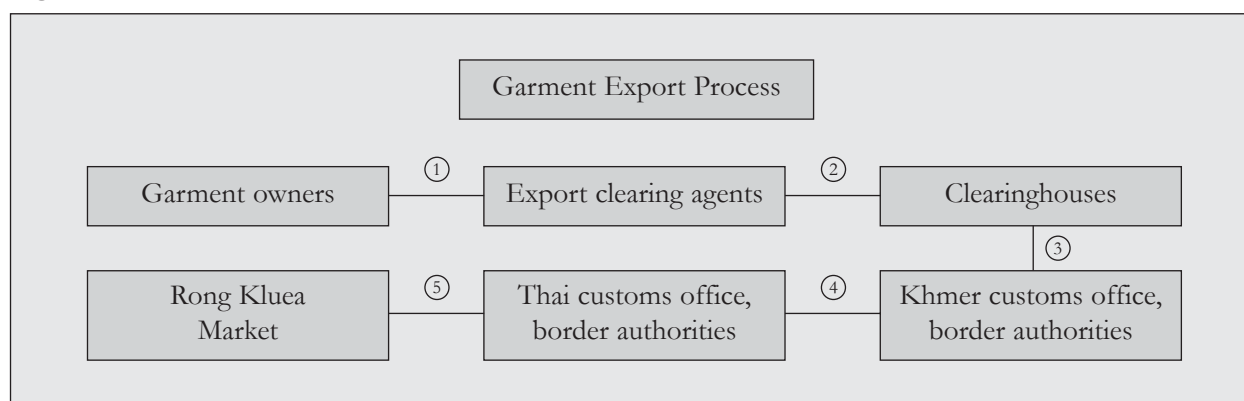 Garment Export Process
Garment owners
①
Export clearing agents
②
Clearinghouses
③
Rong Kluea
Market
⑤
Thai customs office,
border authorities
④
Khmer customs office,
border authorities